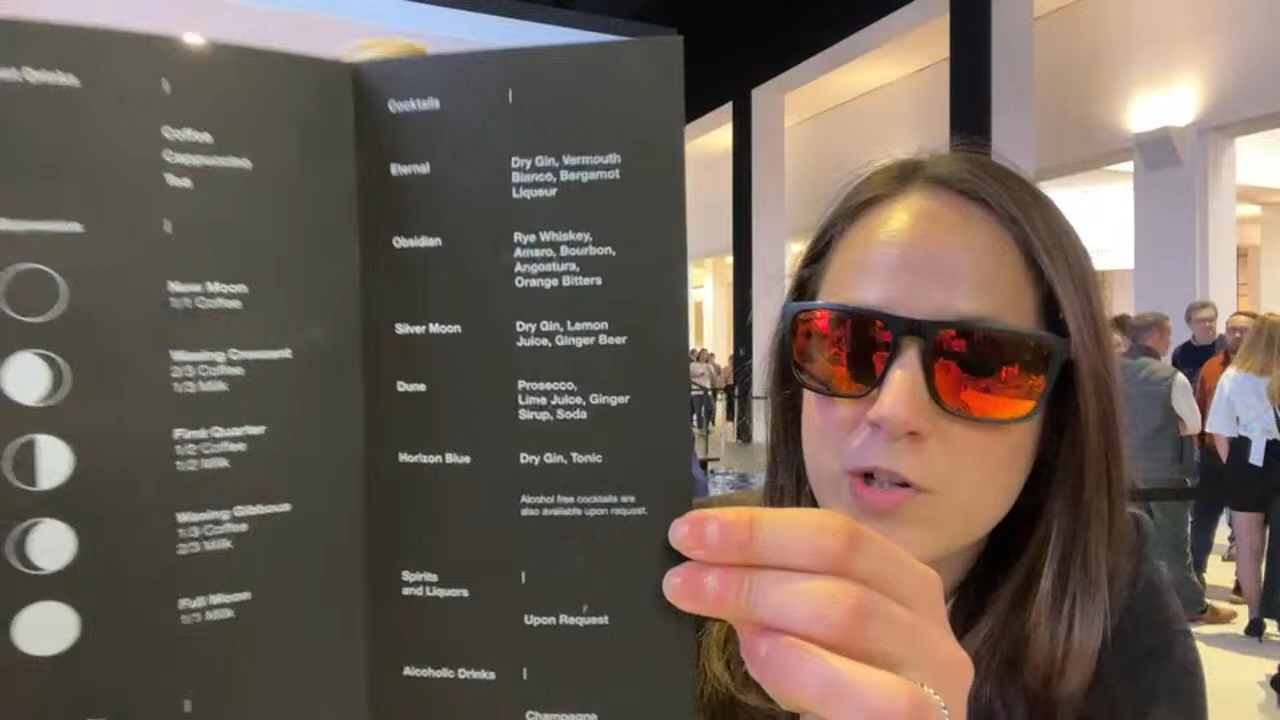 Drinks
Coffee
Cappuccino
Tea
New Moon
1/1 Coffee
Waxing Crescent
2/3 Coffee
1/3 Milk
First Quarter
1/2 Coffee
1/2 Milk
Waxing Gibbous
1/3 Coffee
2/3 Milk
Full Moon
1/1 Milk
Cocktails
Eternal
Dry Gin, Vermouth
Bianco, Bergamot
Liqueur
Obsidian
Rye Whiskey,
Amaro, Bourbon,
Angostura,
Orange Bitters
Silver Moon
Dry Gin, Lemon
Juice, Ginger Beer
Dune
Prosecco,
Lime Juice, Ginger
Sirup, Soda
Horizon Blue
Dry Gin, Tonic
Alcohol free cocktails are
also available upon request.
Spirits
and Liquors
Upon Request
Alcoholic Drinks
Champagne